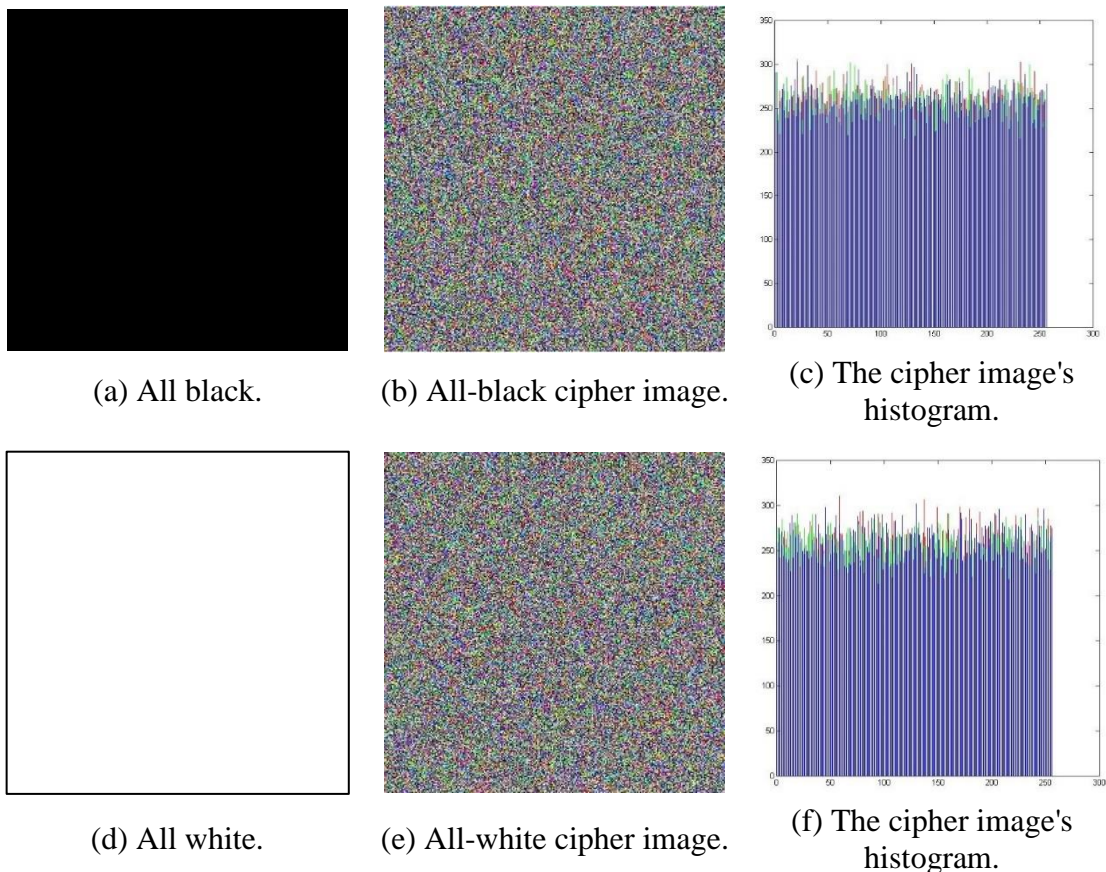 350
300
250
200
150
100
50
0
0 50 100 150 200 250 300
(a) All black.
(b) All-black cipher image.
(c) The cipher image's
histogram.
350
300
250
200
150
100
50
0
0 50 100 150 200 250 300
(d) All white.
(e) All-white cipher image.
(f) The cipher image's
histogram.